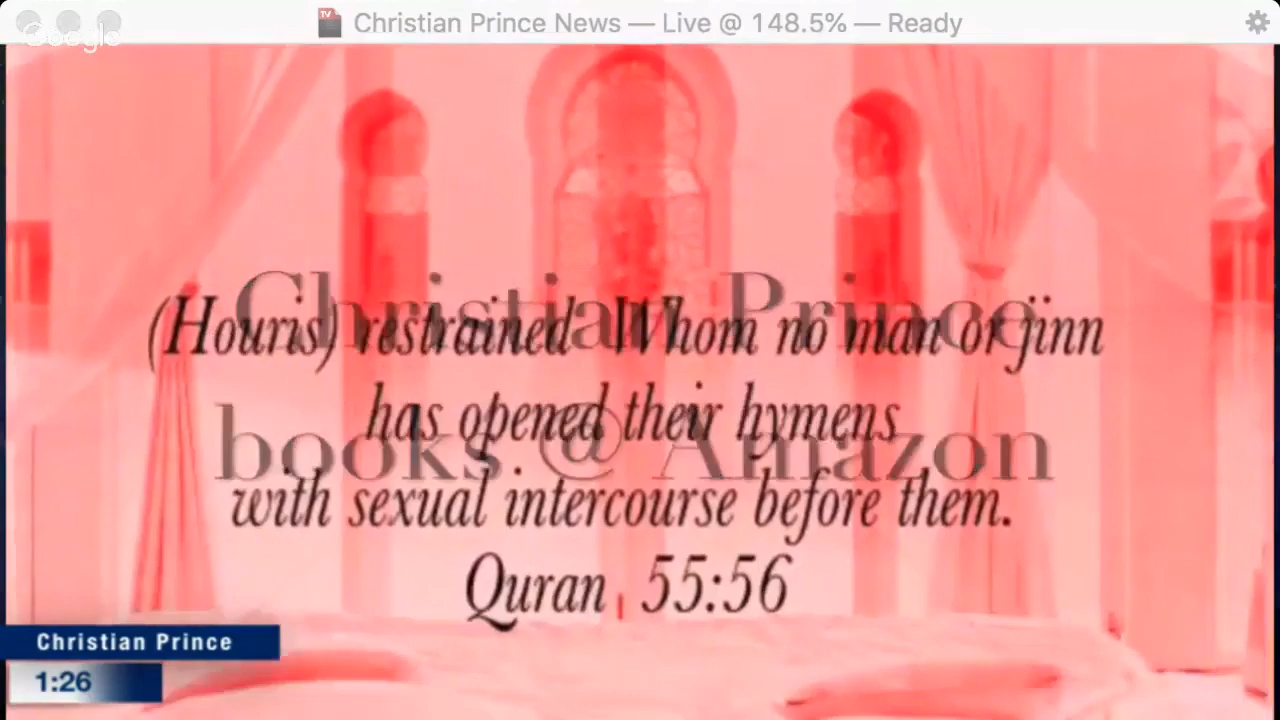 Christian Prince News — Live @ 148.5% — Ready
Google
Christian Prince
(Houris) restrained Whom no man or jinn
has opened their hymens
books @ Amazon
with sexual intercourse before them.
Quran 55:56
Christian Prince
1:26